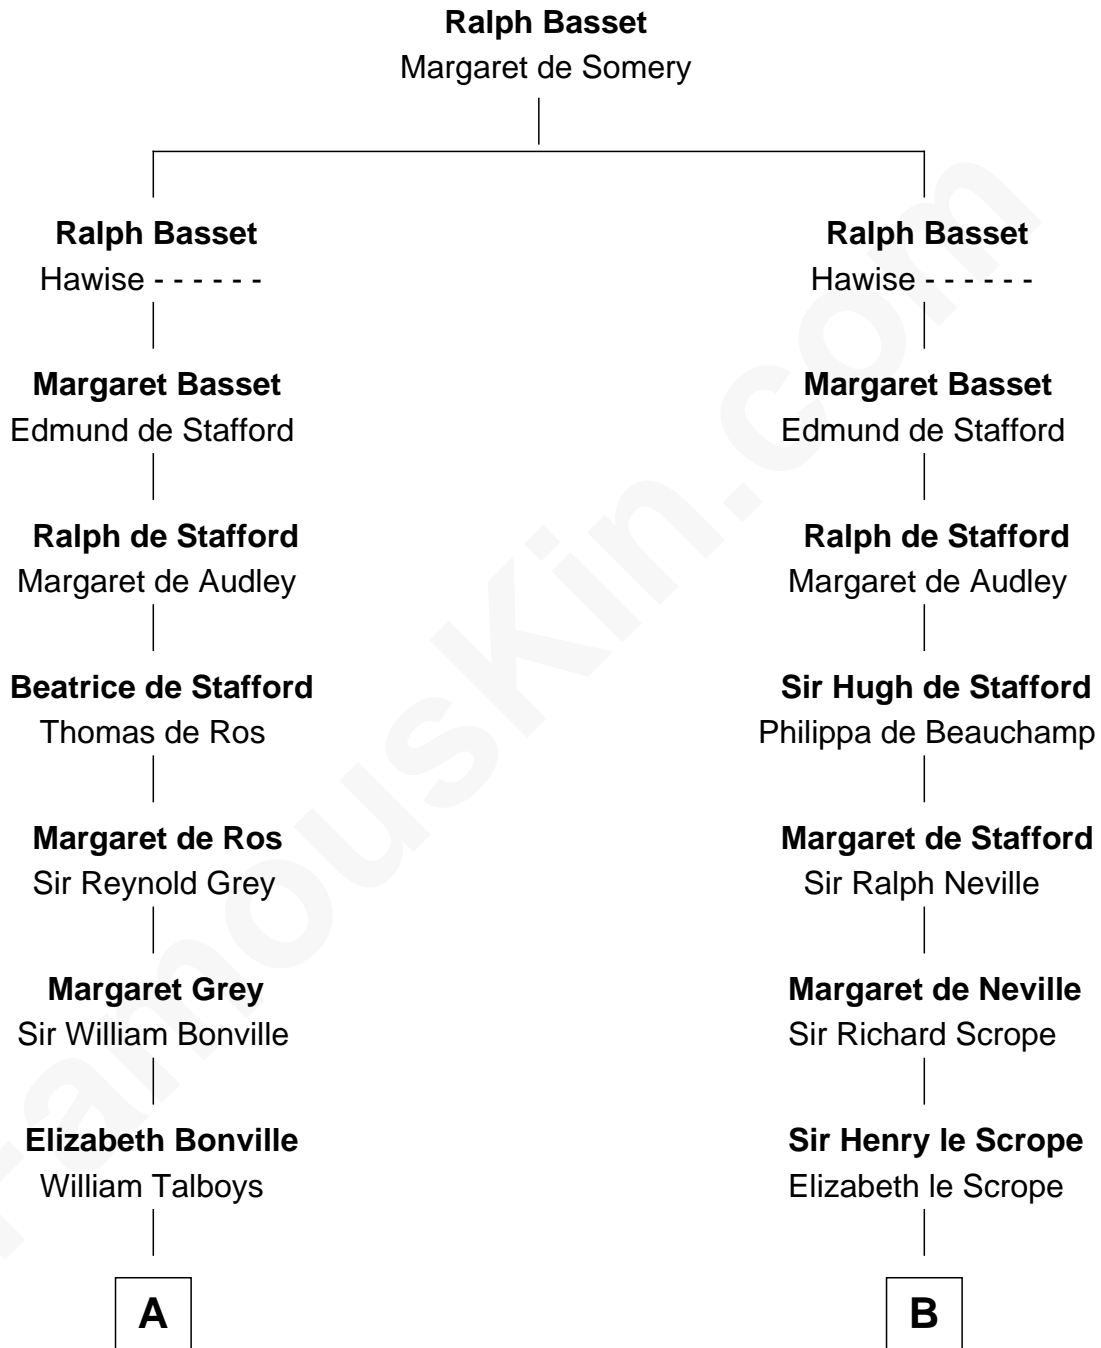 Ralph Basset
Margaret de Somery
Ralph Basset
Hawise - - - - - -
Margaret Basset
Edmund de Stafford
Ralph de Stafford
Margaret de Audley
Beatrice de Stafford
Thomas de Ros
Margaret de Ros
Sir Reynold Grey
Margaret Grey
Sir William Bonville
Elizabeth Bonville
William Talboys
A
Ralph Basset
Hawise - - - - - -
Margaret Basset
Edmund de Stafford
Ralph de Stafford
Margaret de Audley
Sir Hugh de Stafford
Philippa de Beauchamp
Margaret de Stafford
Sir Ralph Neville
Margaret de Neville
Sir Richard Scrope
Sir Henry le Scrope
Elizabeth le Scrope
B
FamousKin.com